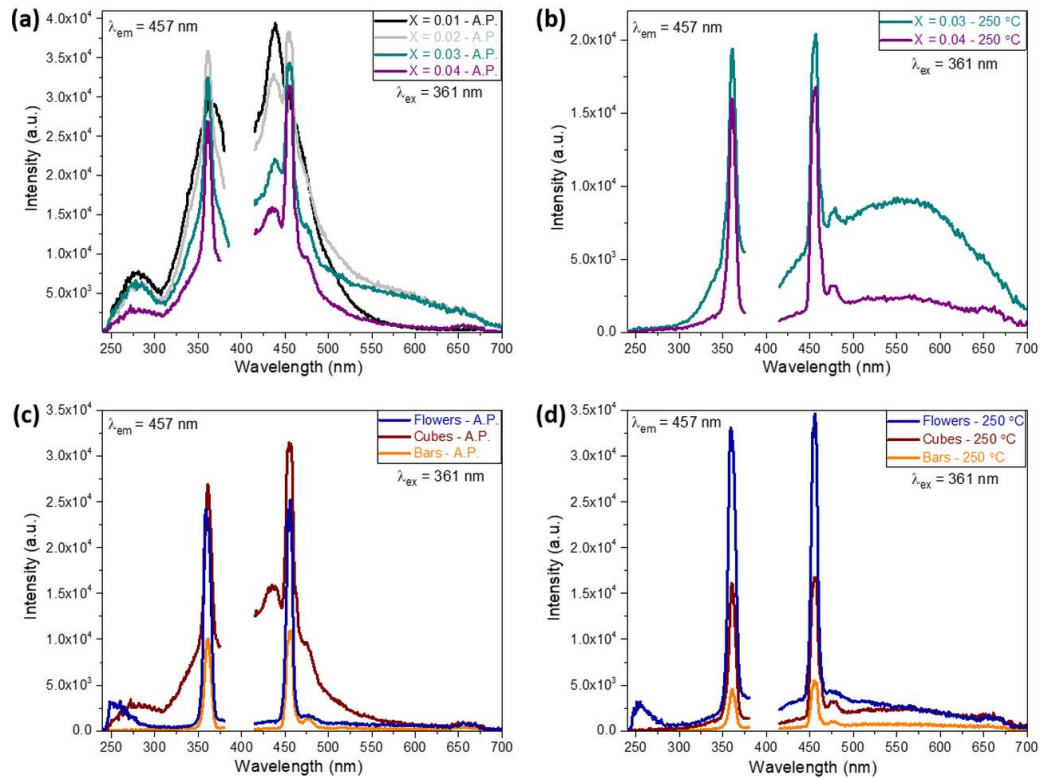 (a)
λem = 457 nm
X = 0.01 - A.P.
X = 0.02 - A.P.
X = 0.03 - A.P.
X = 0.04 - A.P.
λex = 361 nm
4.0x10⁴
3.5x10⁴
3.0x10⁴
2.5x10⁴
2.0x10⁴
1.5x10⁴
1.0x10⁴
5.0x10³
Intensity (a.u.)
250 300 350 400 450 500 550 600 650 700
Wavelength (nm)
(b)
λem = 457 nm
X = 0.03 - 250 °C
X = 0.04 - 250 °C
λex = 361 nm
2.0x10⁴
1.5x10⁴
1.0x10⁴
5.0x10³
0.0
Intensity (a.u.)
250 300 350 400 450 500 550 600 650 700
Wavelength (nm)
(c)
λem = 457 nm
Flowers - A.P.
Cubes - A.P.
Bars - A.P.
λex = 361 nm
3.5x10⁴
3.0x10⁴
2.5x10⁴
2.0x10⁴
1.5x10⁴
1.0x10⁴
5.0x10³
0.0
Intensity (a.u.)
250 300 350 400 450 500 550 600 650 700
Wavelength (nm)
(d)
λem = 457 nm
Flowers - 250 °C
Cubes - 250 °C
Bars - 250 °C
λex = 361 nm
3.5x10⁴
3.0x10⁴
2.5x10⁴
2.0x10⁴
1.5x10⁴
1.0x10⁴
5.0x10³
0.0
Intensity (a.u.)
250 300 350 400 450 500 550 600 650 700
Wavelength (nm)